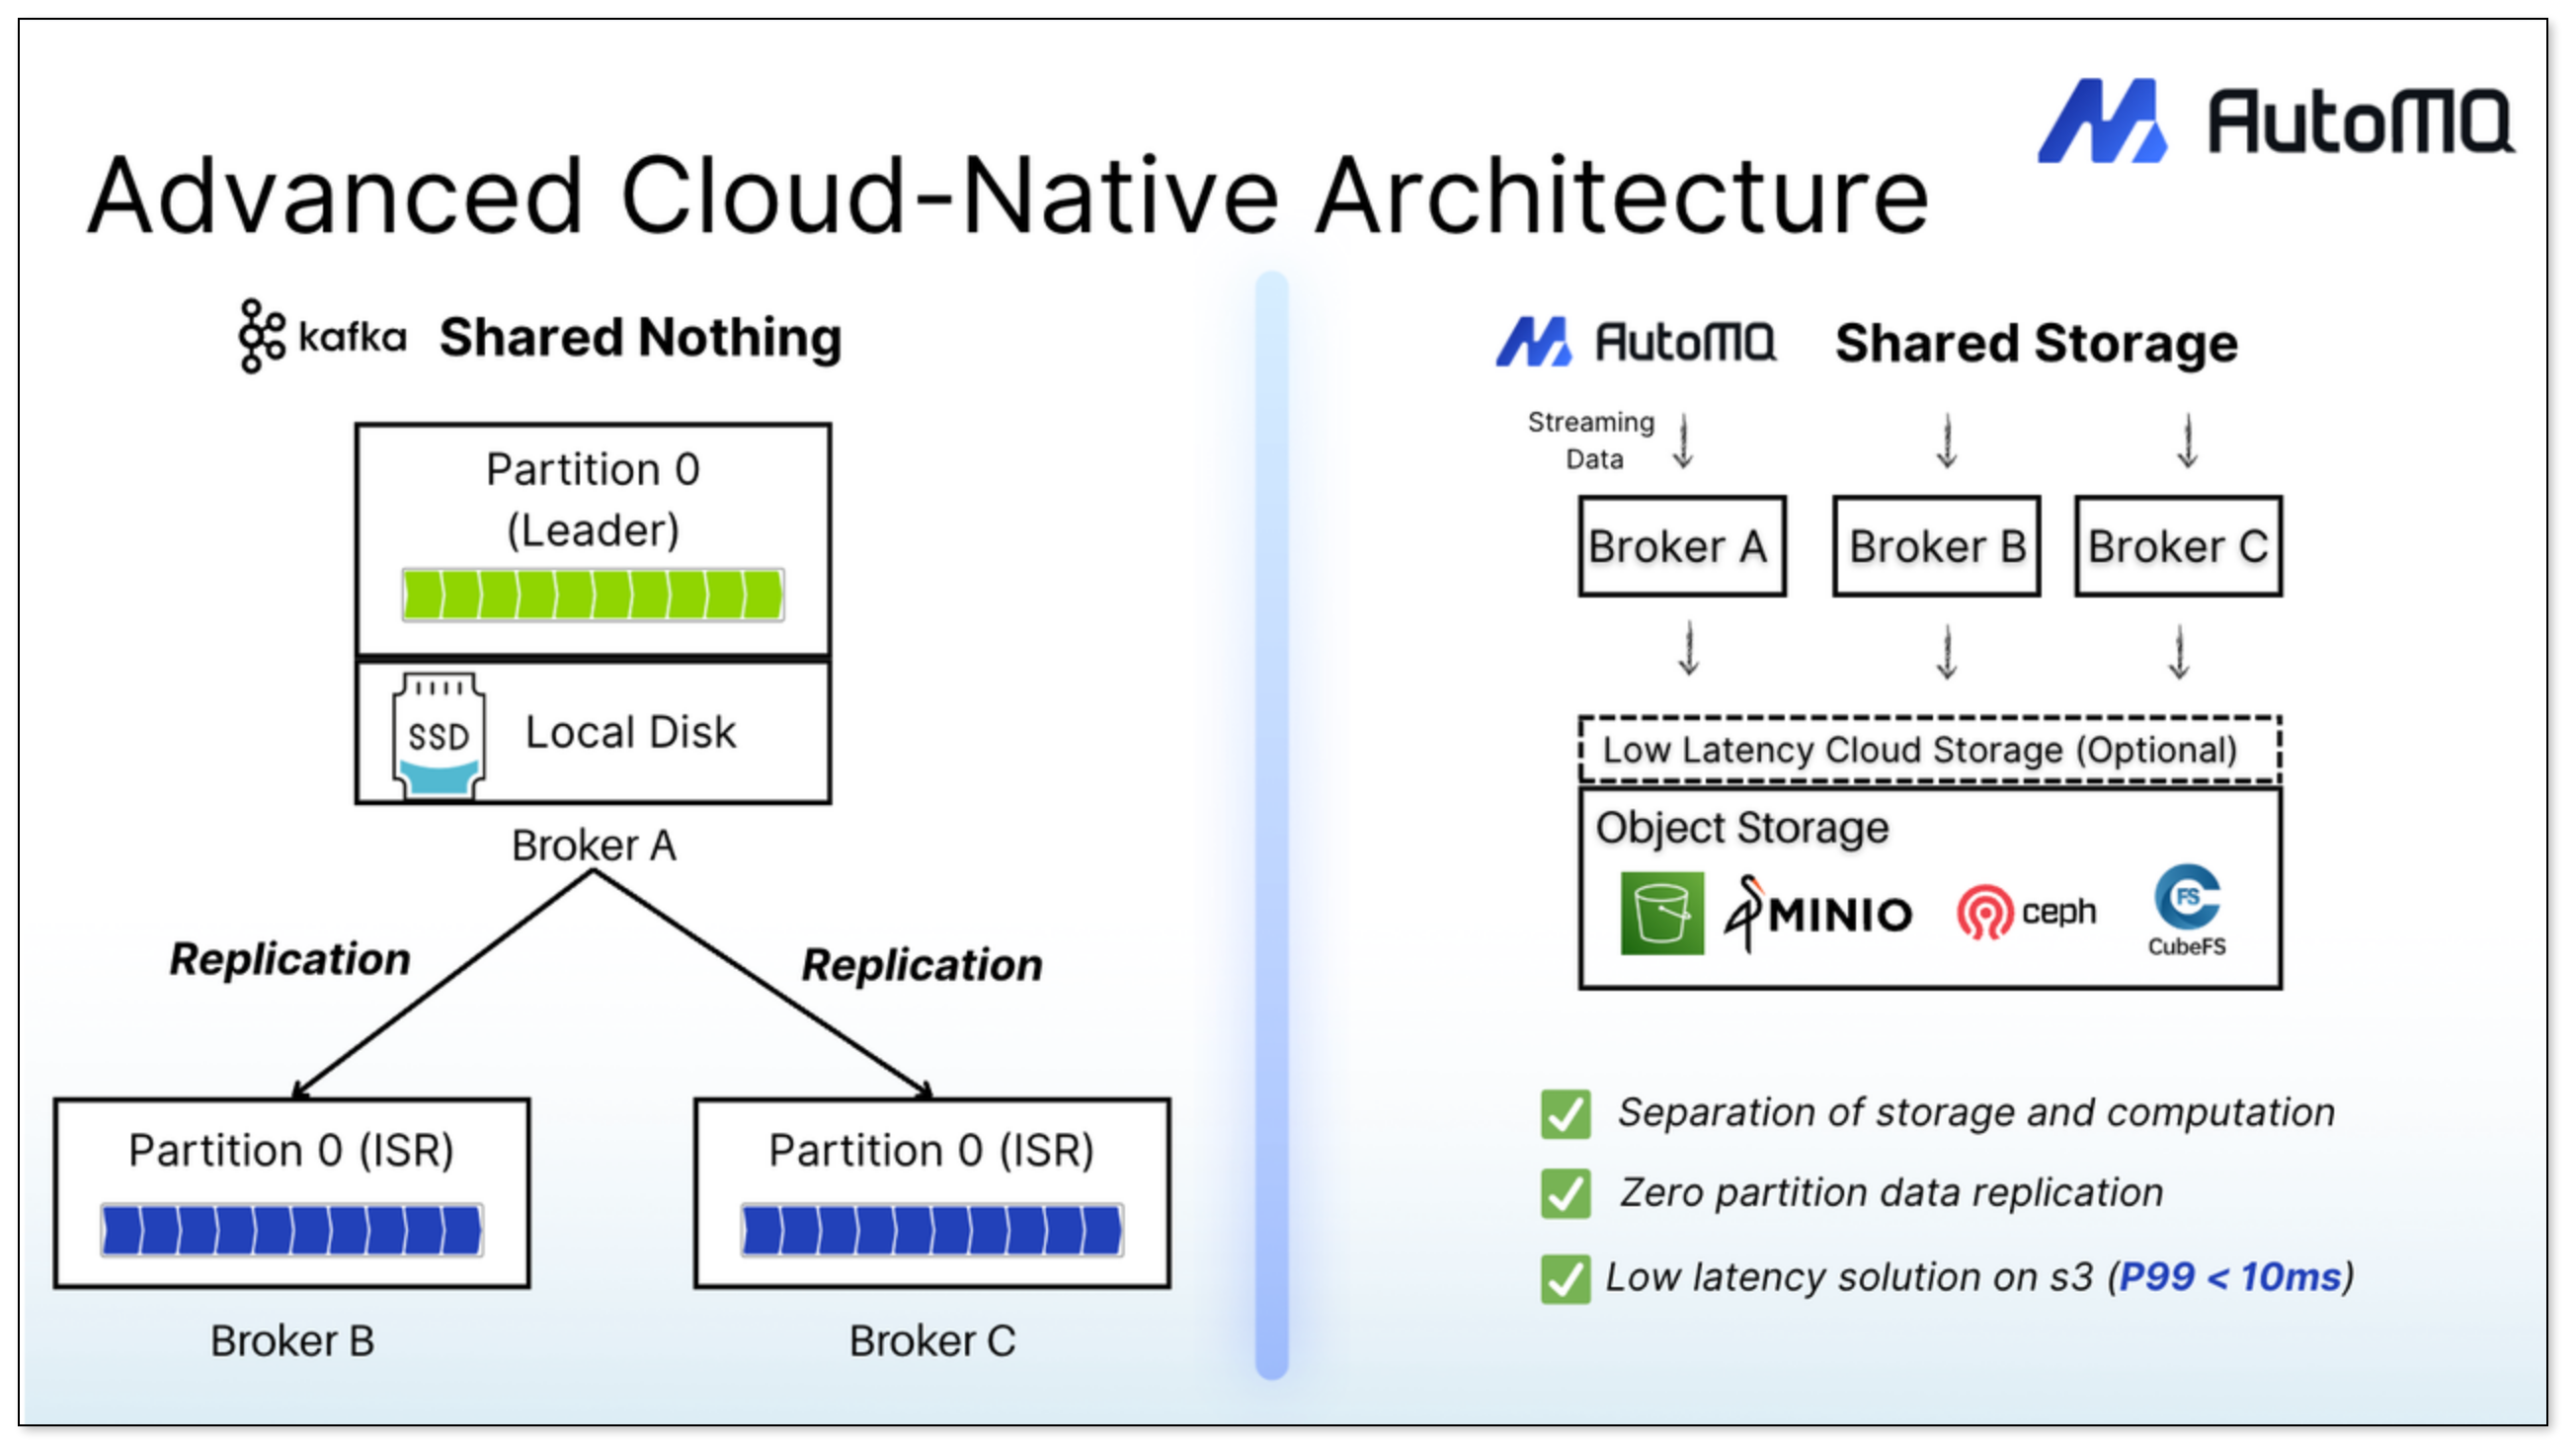 AutoMQ
Advanced Cloud-Native Architecture
kafka Shared Nothing
Partition 0
(Leader)
SSD Local Disk
Broker A
Replication
Replication
Partition 0 (ISR)
Partition 0 (ISR)
Broker B
Broker C
AutoMQ Shared Storage
Streaming
Data
Broker A
Broker B
Broker C
Low Latency Cloud Storage (Optional)
Object Storage
MINIO
ceph
FS
CubeFS
Separation of storage and computation
Zero partition data replication
Low latency solution on s3 (P99 < 10ms)